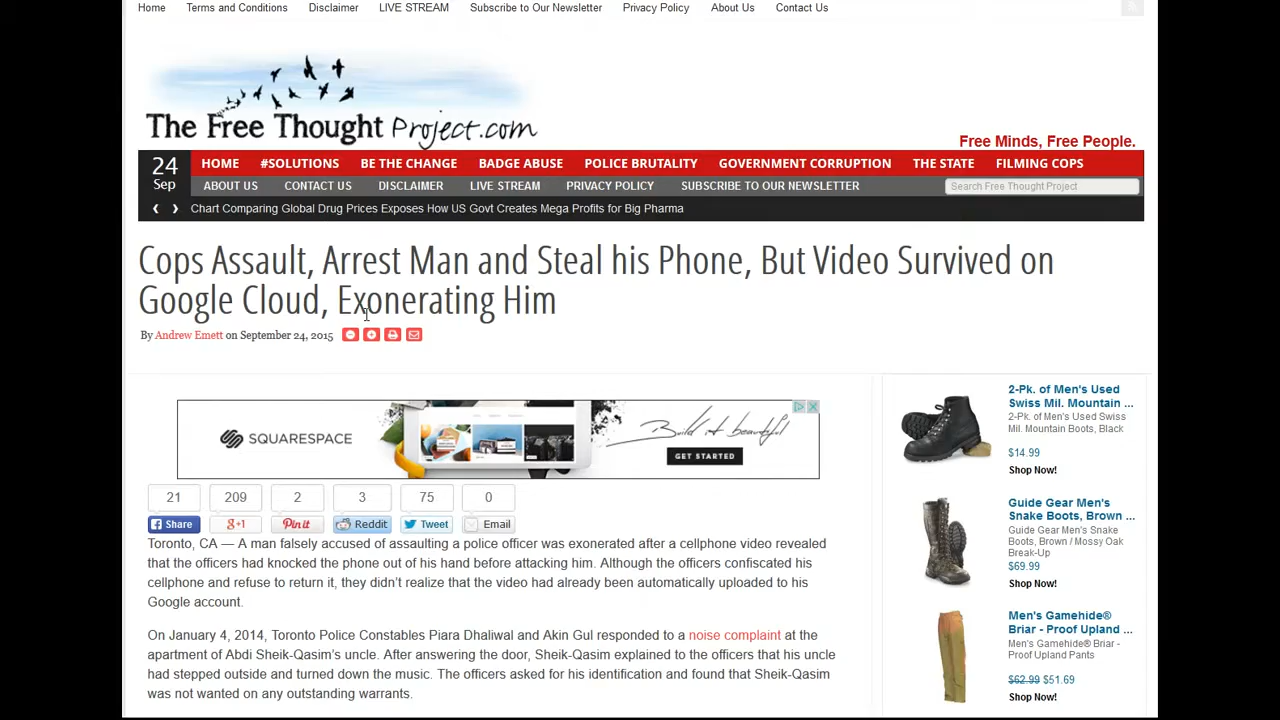 Home Terms and Conditions Disclaimer LIVE STREAM Subscribe to Our Newsletter Privacy Policy About Us Contact Us
The Free Thought Project.com
Free Minds, Free People.
24 Sep
HOME #SOLUTIONS BE THE CHANGE BADGE ABUSE POLICE BRUTALITY GOVERNMENT CORRUPTION THE STATE FILMING COPS
ABOUT US CONTACT US DISCLAIMER LIVE STREAM PRIVACY POLICY SUBSCRIBE TO OUR NEWSLETTER Search Free Thought Project
Chart Comparing Global Drug Prices Exposes How US Govt Creates Mega Profits for Big Pharma
Cops Assault, Arrest Man and Steal his Phone, But Video Survived on
Google Cloud, Exonerating Him
By Andrew Emett on September 24, 2015
SQUARESPACE
Build it beautiful
GET STARTED
21 209 2 3 75 0
Share g+1 Pinit Reddit Tweet Email
Toronto, CA — A man falsely accused of assaulting a police officer was exonerated after a cellphone video revealed
that the officers had knocked the phone out of his hand before attacking him. Although the officers confiscated his
cellphone and refuse to return it, they didn't realize that the video had already been automatically uploaded to his
Google account.
On January 4, 2014, Toronto Police Constables Piara Dhaliwal and Akin Gul responded to a noise complaint at the
apartment of Abdi Sheik-Qasim's uncle. After answering the door, Sheik-Qasim explained to the officers that his uncle
had stepped outside and turned down the music. The officers asked for his identification and found that Sheik-Qasim
was not wanted on any outstanding warrants.
2-Pk. of Men's Used
Swiss Mil. Mountain ...
2-Pk. of Men's Used Swiss
Mil. Mountain Boots, Black
$14.99
Shop Now!
Guide Gear Men's
Snake Boots, Brown ...
Guide Gear Men's Snake
Boots, Brown / Mossy Oak
Break-Up
$69.99
Shop Now!
Men's Gamehide®
Briar - Proof Upland ...
Men's Gamehide® Briar -
Proof Upland Pants
$62.99 $51.69
Shop Now!